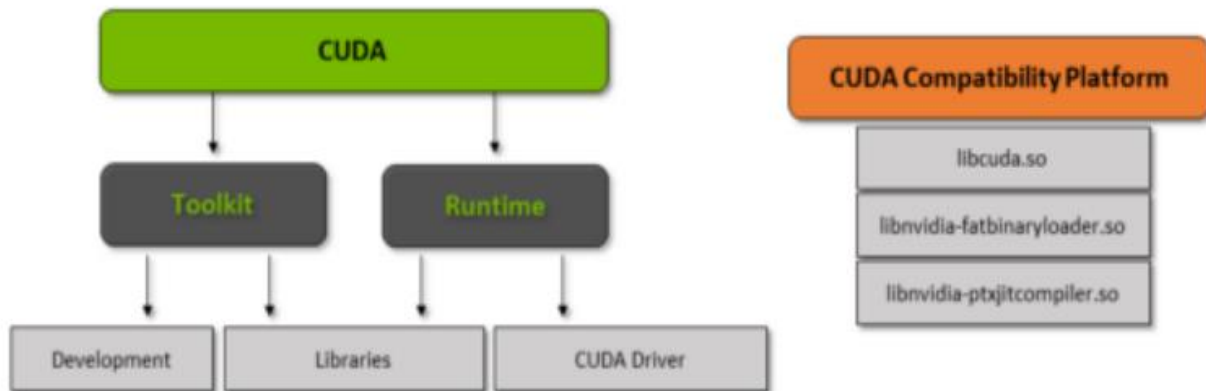 CUDA
CUDA Compatibility Platform
libcuda.so
Toolkit
Runtime
libnvidia-fatbinaryloader.so
libnvidia-ptxjitcompiler.so
Development
Libraries
CUDA Driver